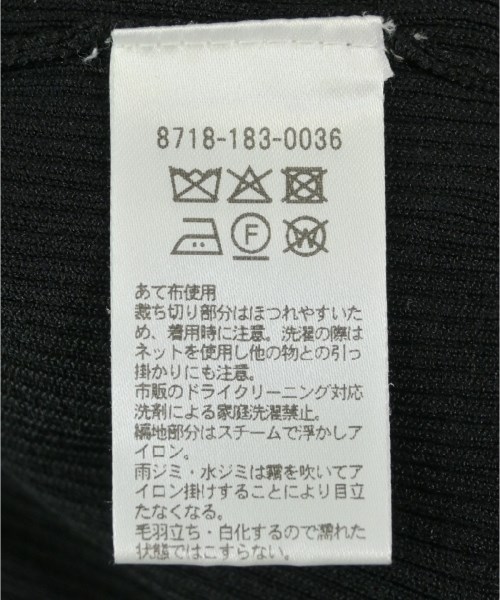 8718-183-0036
F
W
あて布使用
裁ち切り部分はほつれやすいた
め、着用時に注意。洗濯の際は
ネットを使用し他の物との引っ
掛かりにも注意。
市販のドライクリーニング対応
洗剤による家庭洗濯禁止。
編地部分はスチームで浮かしア
イロン。
雨ジミ・水ジミは霧を吹いてア
イロン掛けすることにより目立
たなくなる。
毛羽立ち・白化するので濡れた
状態ではこすらない。